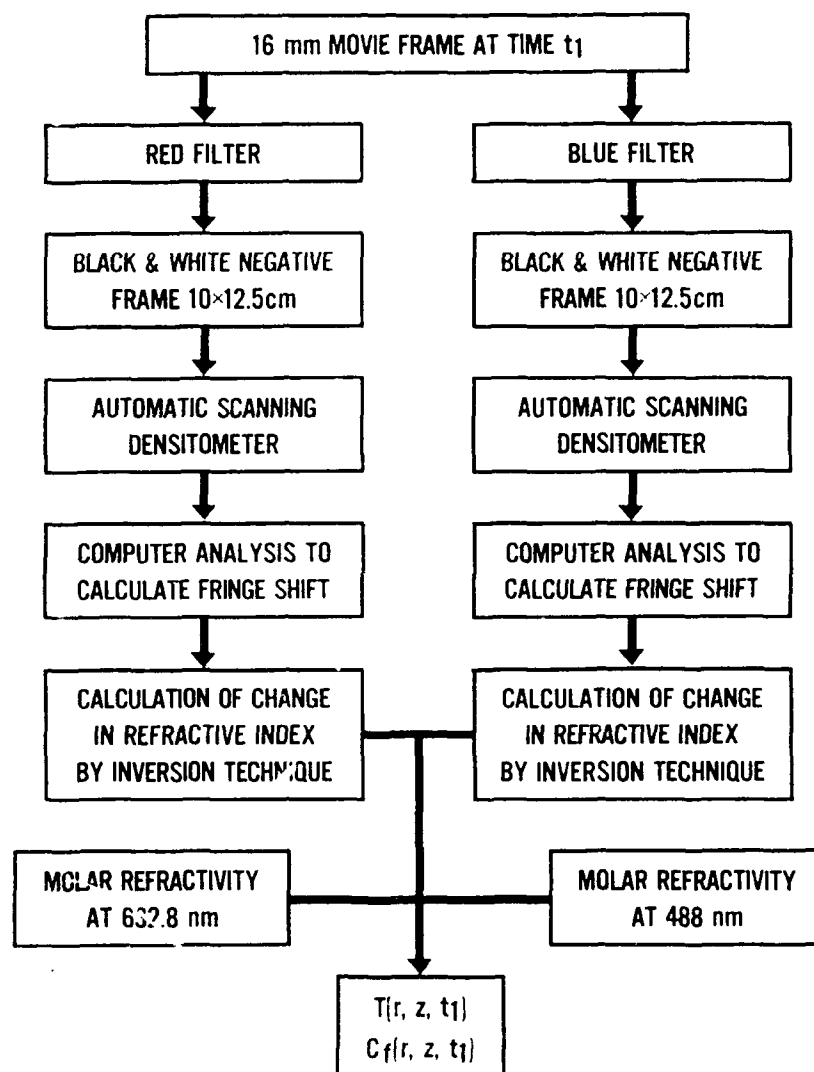 16 mm MOVIE FRAME AT TIME t1
RED FILTER
BLUE FILTER
BLACK & WHITE NEGATIVE
FRAME 10×12.5cm
BLACK & WHITE NEGATIVE
FRAME 10×12.5cm
AUTOMATIC SCANNING
DENSITOMETER
AUTOMATIC SCANNING
DENSITOMETER
COMPUTER ANALYSIS TO
CALCULATE FRINGE SHIFT
COMPUTER ANALYSIS TO
CALCULATE FRINGE SHIFT
CALCULATION OF CHANGE
IN REFRACTIVE INDEX
BY INVERSION TECHNIQUE
CALCULATION OF CHANGE
IN REFRACTIVE INDEX
BY INVERSION TECHNIQUE
MOLAR REFRACTIVITY
AT 632.8 nm
MOLAR REFRACTIVITY
AT 488 nm
T(r, z, t1)
Cf(r, z, t1)